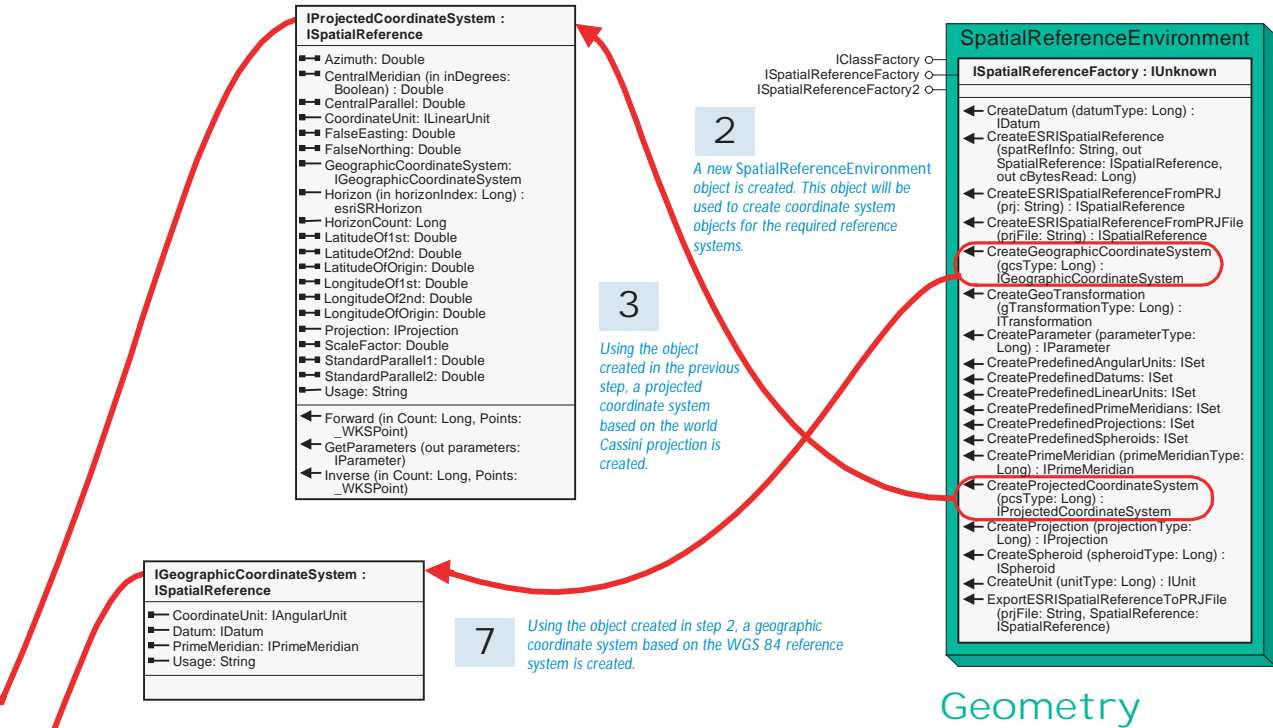 IProjectedCoordinateSystem :
ISpatialReference
Azimuth: Double
CentralMeridian (in inDegrees:
Boolean) : Double
CentralParallel: Double
CoordinateUnit: ILinearUnit
FalseEasting: Double
FalseNorthing: Double
GeographicCoordinateSystem:
IGeographicCoordinateSystem
Horizon (in horizonIndex: Long) :
esriSRHorizon
HorizonCount: Long
LatitudeOf1st: Double
LatitudeOf2nd: Double
LatitudeOfOrigin: Double
LongitudeOf1st: Double
LongitudeOf2nd: Double
LongitudeOfOrigin: Double
Projection: IProjection
ScaleFactor: Double
StandardParallel1: Double
StandardParallel2: Double
Usage: String
Forward (in Count: Long, Points:
_WKSPoint)
GetParameters (out parameters:
IParameter)
Inverse (in Count: Long, Points:
_WKSPoint)
IClassFactory
ISpatialReferenceFactory
ISpatialReferenceFactory2
2
A new SpatialReferenceEnvironment
object is created. This object will be
used to create coordinate system
objects for the required reference
systems.
3
Using the object
created in the previous
step, a projected
coordinate system
based on the world
Cassini projection is
created.
SpatialReferenceEnvironment
ISpatialReferenceFactory : IUnknown
CreateDatum (datumType: Long) :
IDatum
CreateESRISpatialReference
(spatRefInfo: String, out
SpatialReference: ISpatialReference,
out cBytesRead: Long)
CreateESRISpatialReferenceFromPRJ
(prj: String) : ISpatialReference
CreateESRISpatialReferenceFromPRJFile
(prjFile: String) : ISpatialReference
CreateGeographicCoordinateSystem
(gcsType: Long) :
IGeographicCoordinateSystem
CreateGeoTransformation
(gTransformationType: Long) :
ITransformation
CreateParameter (parameterType:
Long) : IParameter
CreatePredefinedAngularUnits: ISet
CreatePredefinedDatums: ISet
CreatePredefinedLinearUnits: ISet
CreatePredefinedPrimeMeridians: ISet
CreatePredefinedProjections: ISet
CreatePredefinedSpheroids: ISet
CreatePrimeMeridian (primeMeridianType:
Long) : IPrimeMeridian
CreateProjectedCoordinateSystem
(pcsType: Long) :
IProjectedCoordinateSystem
CreateProjection (projectionType:
Long) : IProjection
CreateSpheroid (spheroidType: Long) :
ISpheroid
CreateUnit (unitType: Long) : IUnit
ExportESRISpatialReferenceToPRJFile
(prjFile: String, SpatialReference:
ISpatialReference)
IGeographicCoordinateSystem :
ISpatialReference
CoordinateUnit: IAngularUnit
Datum: IDatum
PrimeMeridian: IPrimeMeridian
Usage: String
7
Using the object created in step 2, a geographic
coordinate system based on the WGS 84 reference
system is created.
Geometry